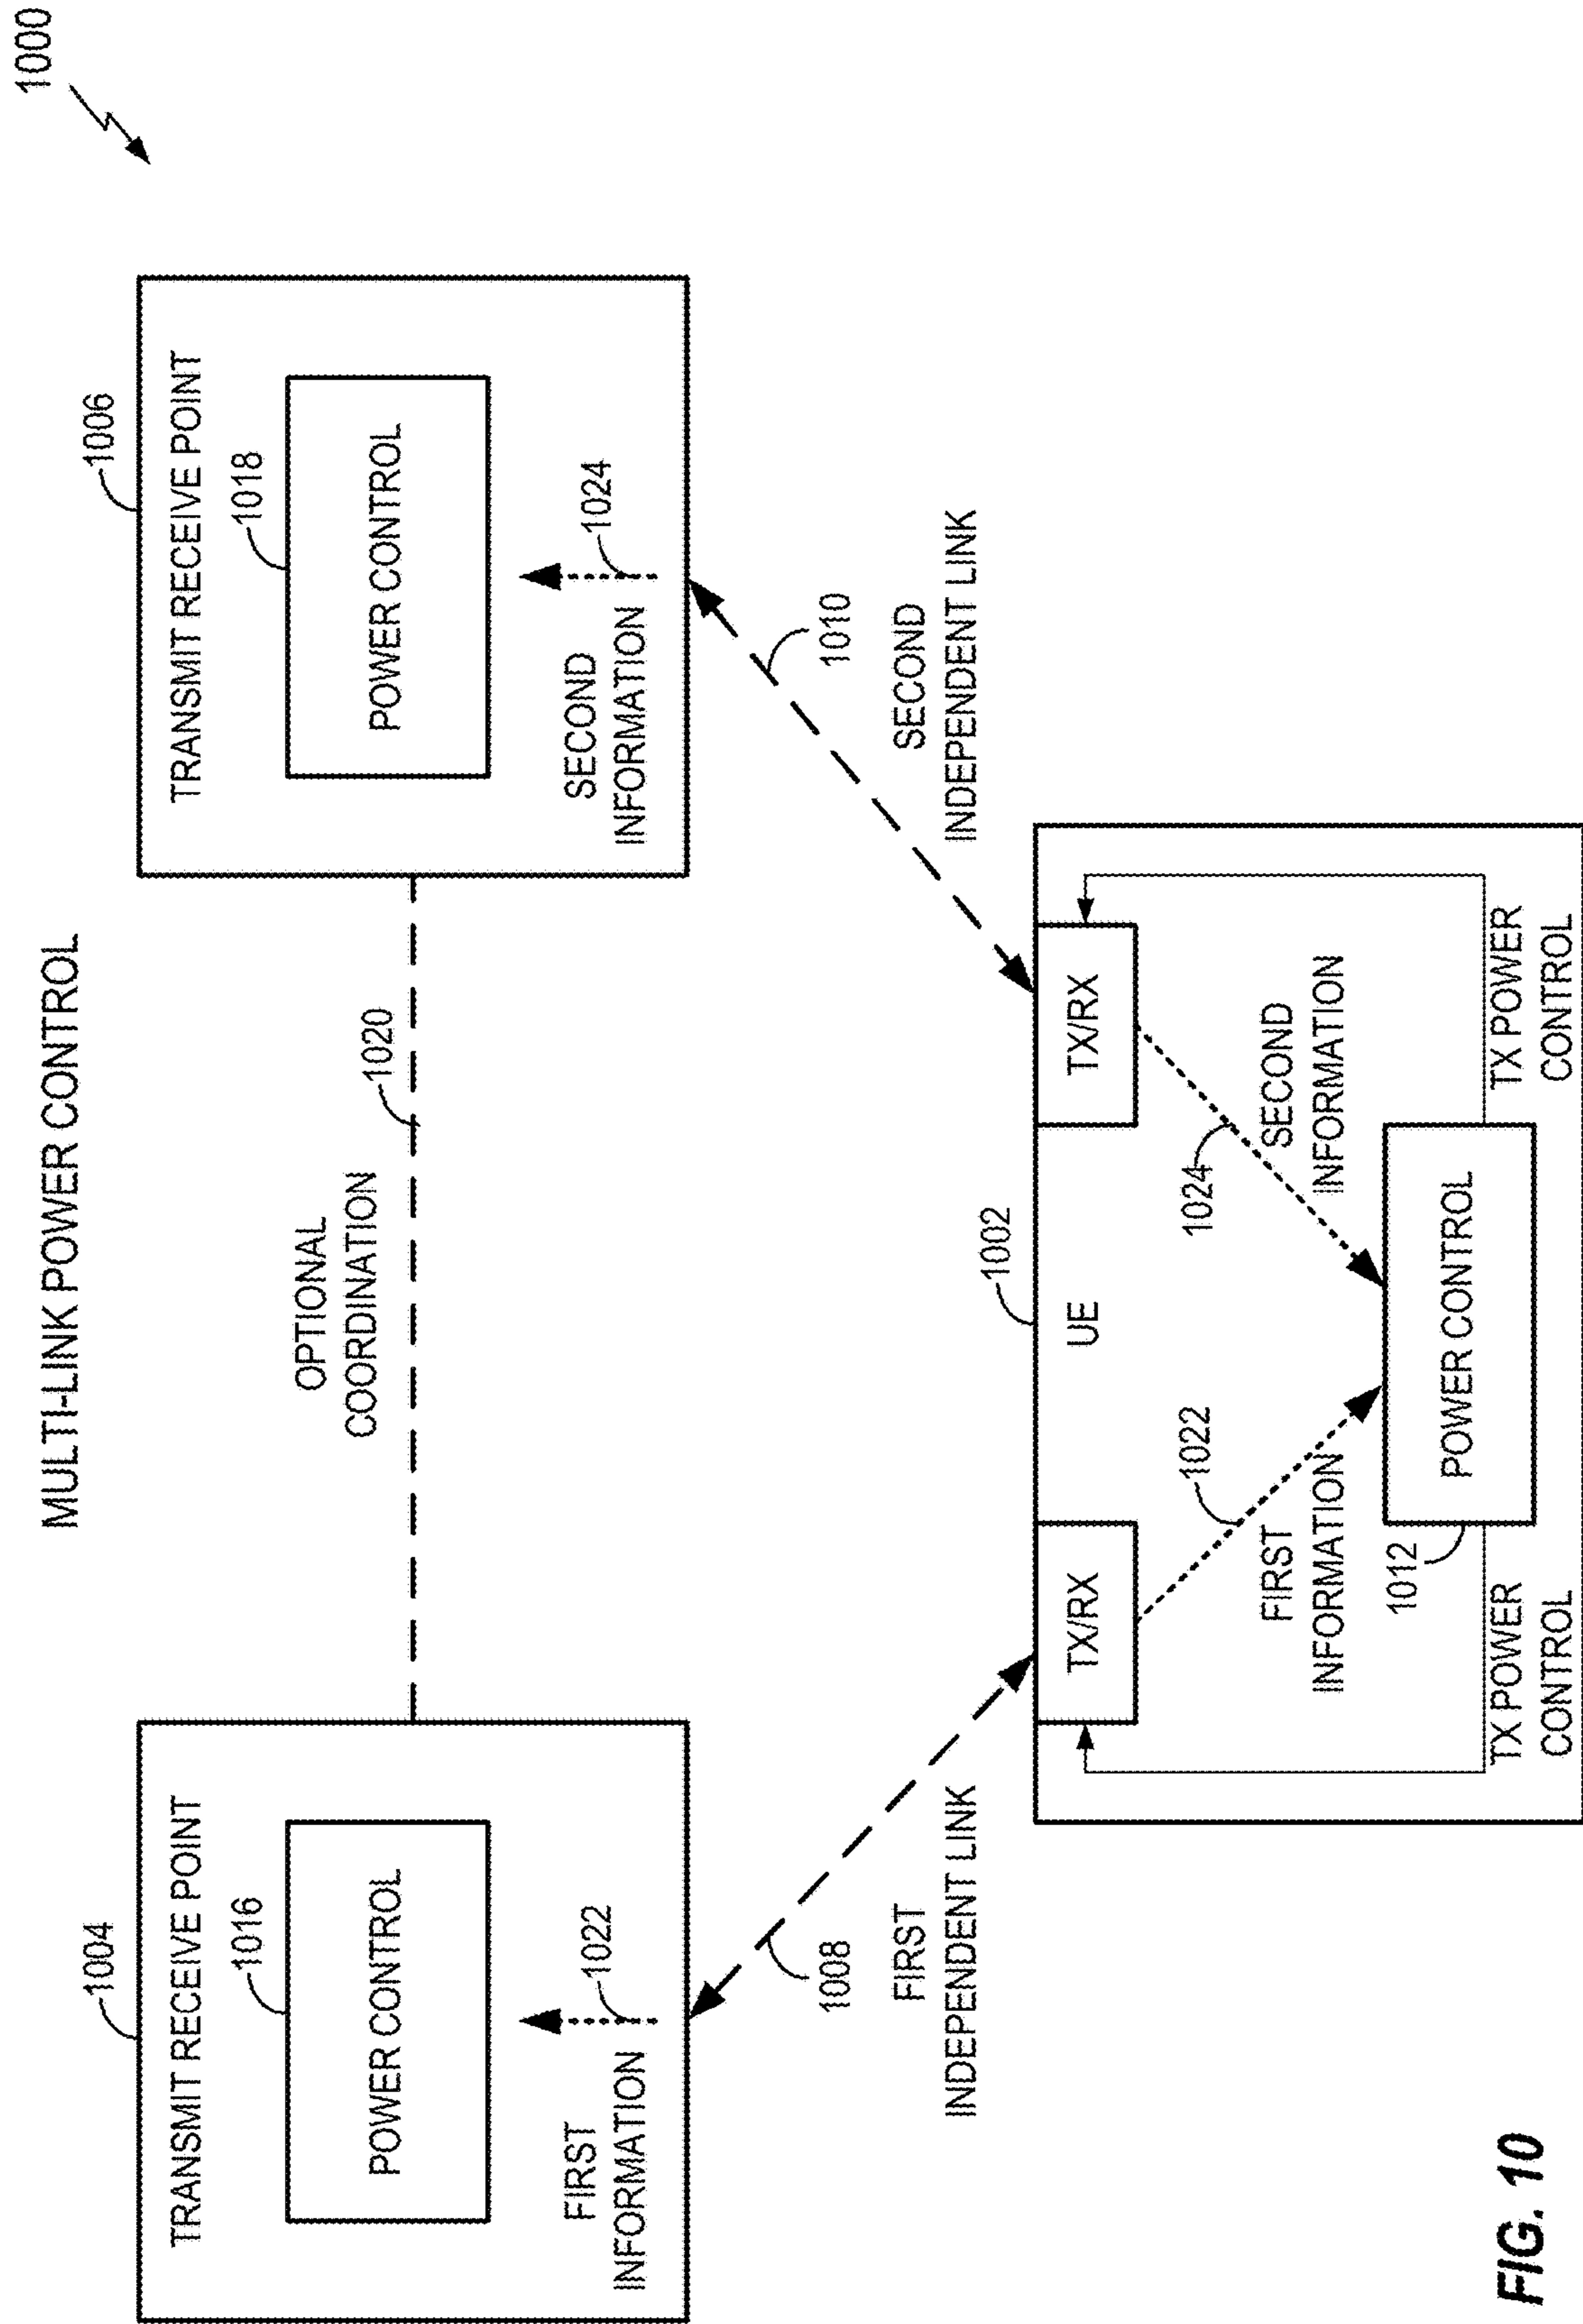 MULTI-LINK POWER CONTROL
1000
1004
TRANSMIT RECEIVE POINT
1016
POWER CONTROL
FIRST
INFORMATION
1022
OPTIONAL
COORDINATION
1020
1006
TRANSMIT RECEIVE POINT
1018
POWER CONTROL
SECOND
INFORMATION
1024
1008
FIRST
INDEPENDENT LINK
1010
SECOND
INDEPENDENT LINK
1002
UE
TX/RX
TX/RX
1022
FIRST
INFORMATION
1024
SECOND
INFORMATION
1012
POWER CONTROL
TX POWER
CONTROL
TX POWER
CONTROL
FIG. 10